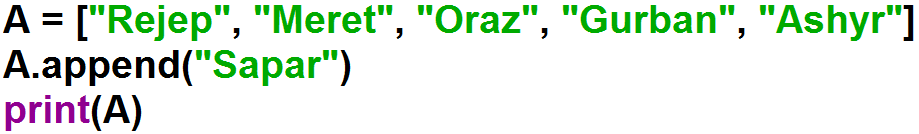 A = ["Rejep", "Meret", "Oraz", "Gurban", "Ashyr"]
A.append("Sapar")
print(A)